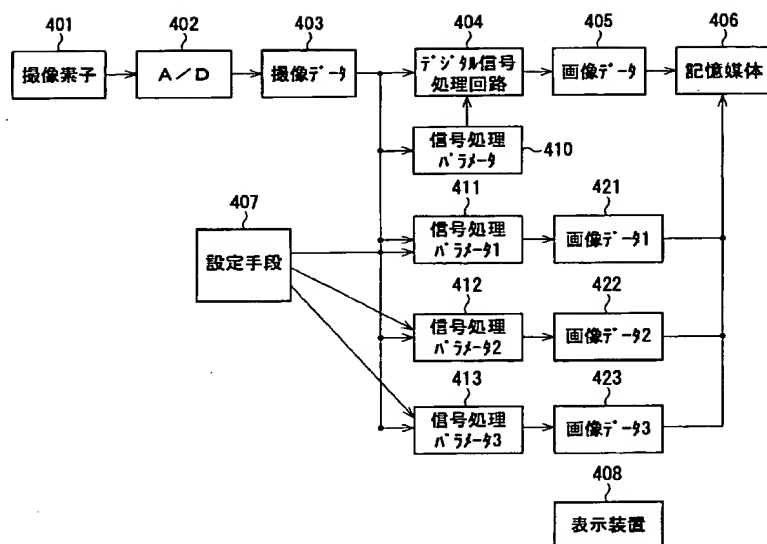 401
撮像素子
402
A/D
403
撮像データ
404
デジタル信号
処理回路
405
画像データ
406
記憶媒体
信号処理
パラメータ
410
407
設定手段
411
信号処理
パラメータ1
421
画像データ1
412
信号処理
パラメータ2
422
画像データ2
413
信号処理
パラメータ3
423
画像データ3
408
表示装置